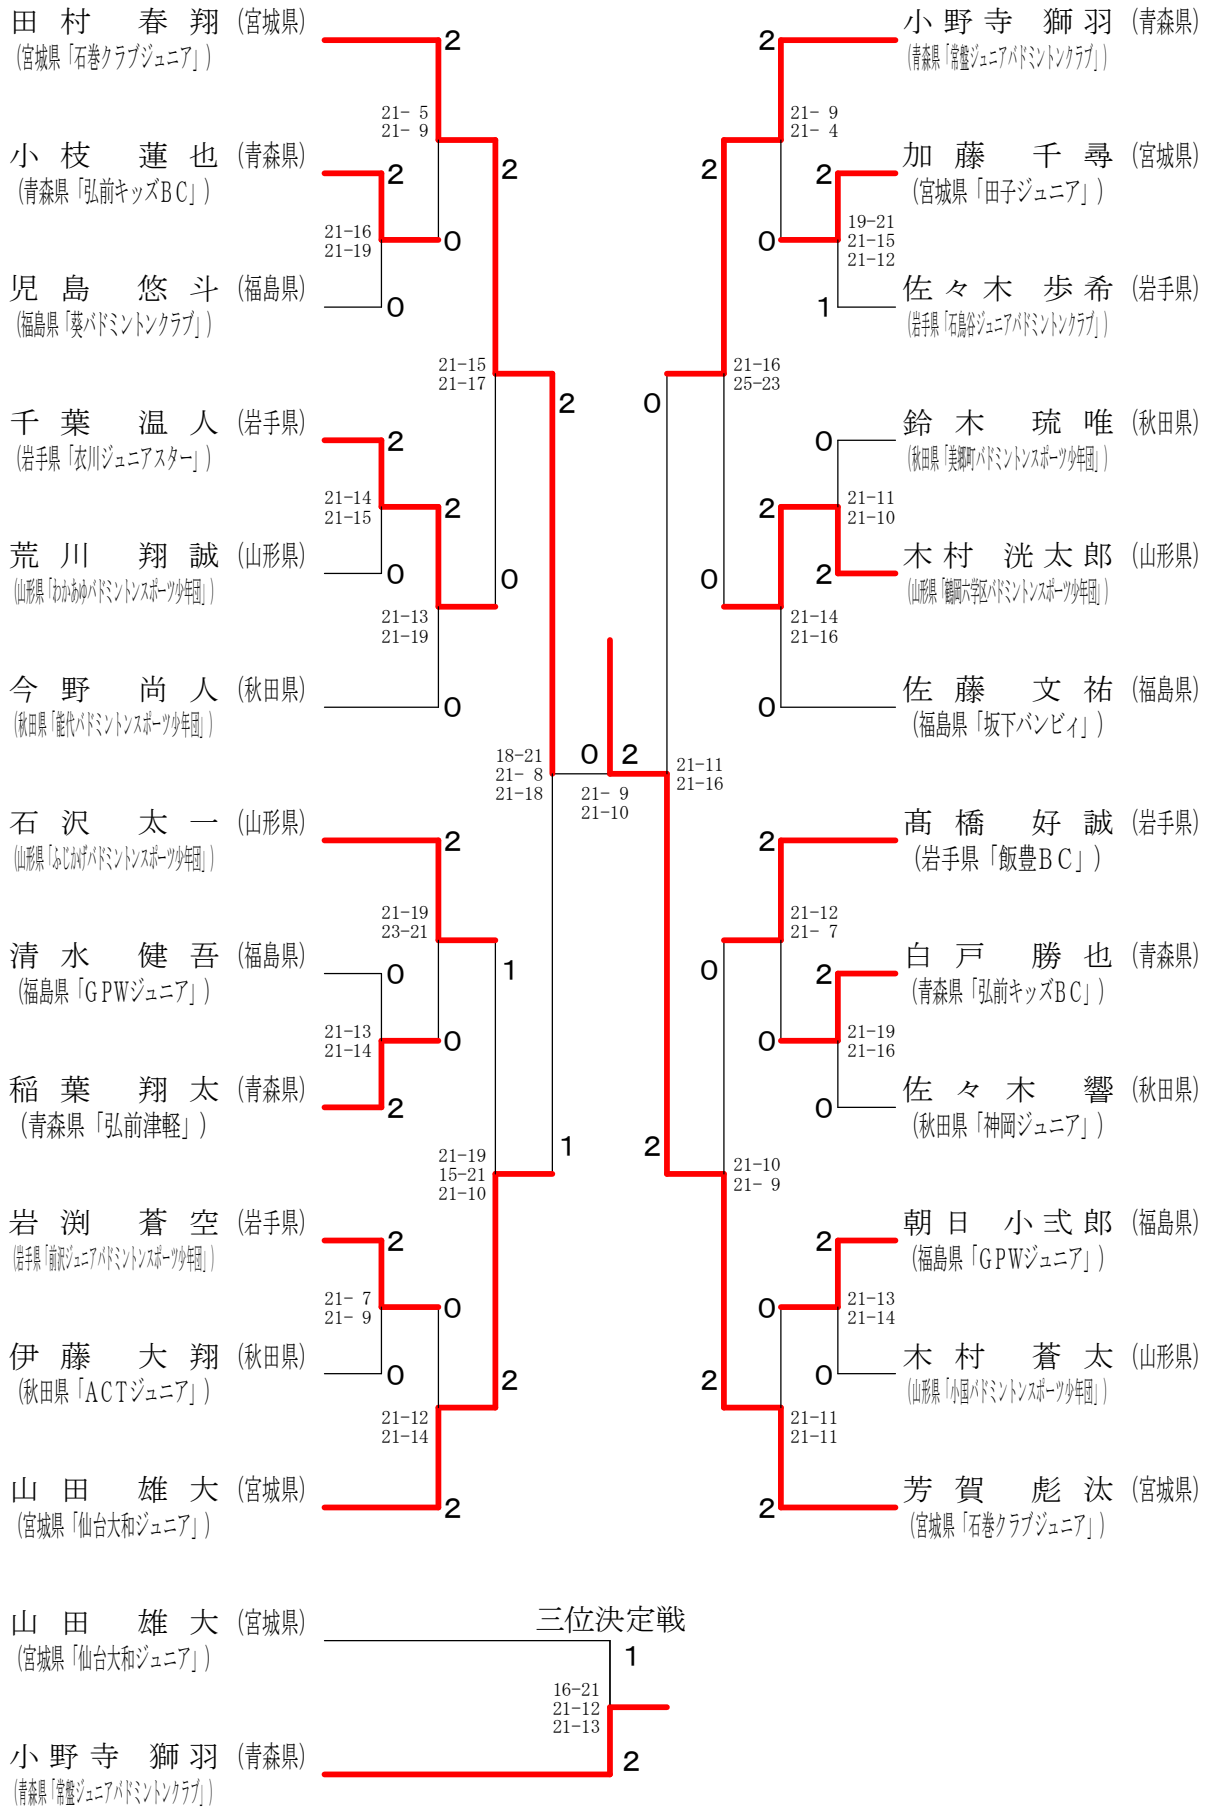 田村 春翔 (宮城県)
(宮城県「石巻クラブジュニア」)
2
21- 5
21- 9
小枝 蓮也 (青森県)
(青森県「弘前キッズBC」)
2
2
21-16
21-19
0
児島 悠斗 (福島県)
(福島県「葵バドミントンクラブ」)
0
21-15
21-17
2
千葉 温人 (岩手県)
(岩手県「衣川ジュニアスター」)
2
21-14
21-15
2
荒川 翔誠 (山形県)
(山形県「わかあゆバドミントンスポーツ少年団」)
0
0
21-13
21-19
今野 尚人 (秋田県)
(秋田県「能代バドミントンスポーツ少年団」)
0
18-21
21- 8
21-18
石沢 太一 (山形県)
(山形県「ふじかげバドミントンスポーツ少年団」)
2
21-19
23-21
清水 健吾 (福島県)
(福島県「GPWジュニア」)
0
1
21-13
21-14
0
稲葉 翔太 (青森県)
(青森県「弘前津軽」)
2
21-19
15-21
21-10
1
岩渕 蒼空 (岩手県)
(岩手県「前沢ジュニアバドミントンスポーツ少年団」)
2
21- 7
21- 9
0
伊藤 大翔 (秋田県)
(秋田県「ACTジュニア」)
0
2
21-12
21-14
山田 雄大 (宮城県)
(宮城県「仙台大和ジュニア」)
2
0 2
21- 9
21-10
小野寺 獅羽 (青森県)
(青森県「常盤ジュニアバドミントンクラブ」)
2
21- 9
21- 4
加藤 千尋 (宮城県)
(宮城県「田子ジュニア」)
2
2
19-21
21-15
21-12
0
佐々木 歩希 (岩手県)
(岩手県「石鳥谷ジュニアバドミントンクラブ」)
1
21-16
25-23
0
鈴木 琉唯 (秋田県)
(秋田県「美郷町バドミントンスポーツ少年団」)
0
21-11
21-10
2
木村 洸太郎 (山形県)
(山形県「鶴岡六学区バドミントンスポーツ少年団」)
2
0
21-14
21-16
佐藤 文祐 (福島県)
(福島県「坂下バンビィ」)
0
21-11
21-16
髙橋 好誠 (岩手県)
(岩手県「飯豊BC」)
2
21-12
21- 7
白戸 勝也 (青森県)
(青森県「弘前キッズBC」)
2
0
21-19
21-16
0
佐々木 響 (秋田県)
(秋田県「神岡ジュニア」)
0
21-10
21- 9
2
朝日 小弍郎 (福島県)
(福島県「GPWジュニア」)
2
21-13
21-14
0
木村 蒼太 (山形県)
(山形県「小国バドミントンスポーツ少年団」)
0
2
21-11
21-11
芳賀 彪汰 (宮城県)
(宮城県「石巻クラブジュニア」)
2
三位決定戦
山田 雄大 (宮城県)
(宮城県「仙台大和ジュニア」)
1
16-21
21-12
21-13
小野寺 獅羽 (青森県)
(青森県「常盤ジュニアバドミントンクラブ」)
2